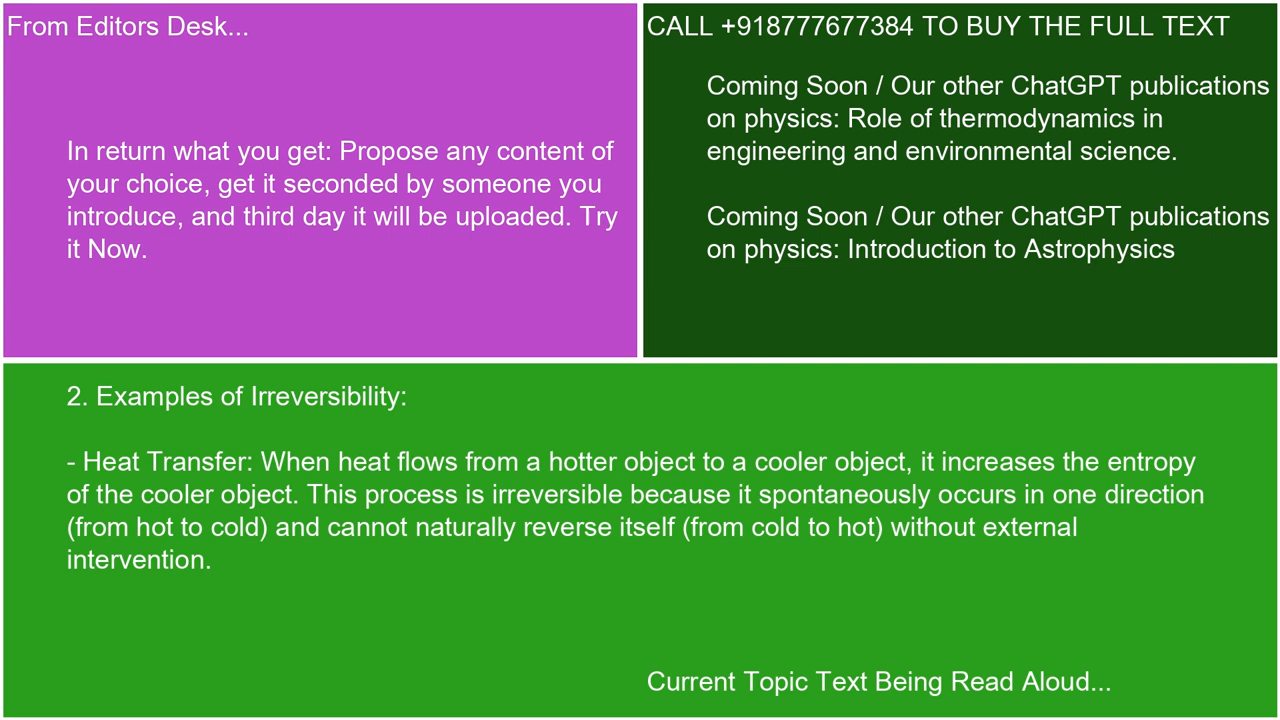 From Editors Desk...
In return what you get: Propose any content of
your choice, get it seconded by someone you
introduce, and third day it will be uploaded. Try
it Now.
CALL +918777677384 TO BUY THE FULL TEXT
Coming Soon / Our other ChatGPT publications
on physics: Role of thermodynamics in
engineering and environmental science.
Coming Soon / Our other ChatGPT publications
on physics: Introduction to Astrophysics
2. Examples of Irreversibility:
- Heat Transfer: When heat flows from a hotter object to a cooler object, it increases the entropy
of the cooler object. This process is irreversible because it spontaneously occurs in one direction
(from hot to cold) and cannot naturally reverse itself (from cold to hot) without external
intervention.
Current Topic Text Being Read Aloud...